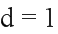 d = 1